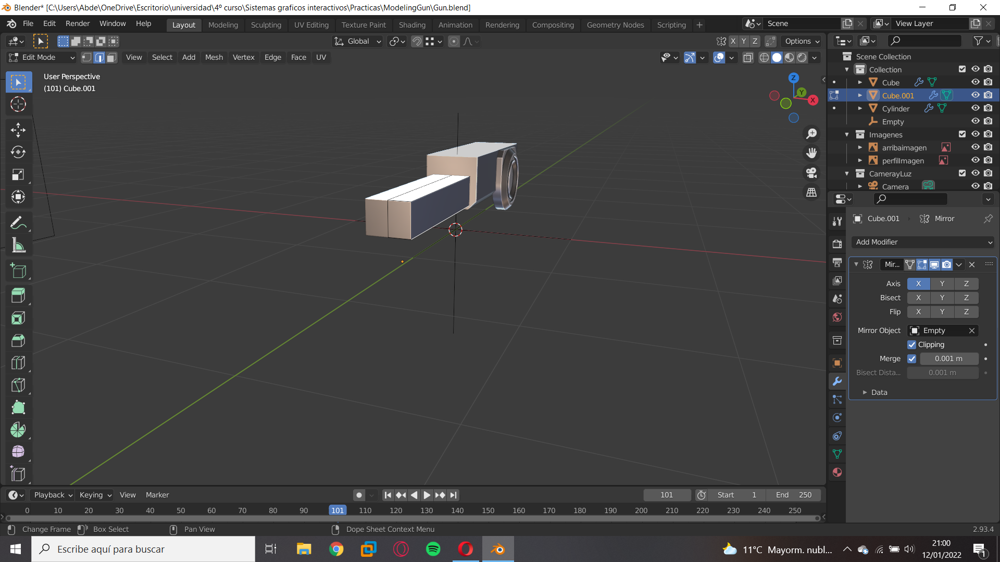 Blender* [C:\Users\Abde\OneDrive\Escritorio\universidad\4º curso\Sistemas graficos interactivos\Practicas\ModelingGun\Gun.blend]
File Edit Render Window Help Layout Modeling Sculpting UV Editing Texture Paint Shading Animation Rendering Compositing Geometry Nodes Scripting + Scene View Layer
Global X Y Z Options
Edit Mode View Select Add Mesh Vertex Edge Face UV
User Perspective
(101) Cube.001
Z
Y
X
Scene Collection
Collection
Cube
Cube.001
Cylinder
Empty
Imagenes
arribaimagen
perfilImagen
CamerayLuz
Camera
Cube.001 Mirror
Add Modifier
Mir...
Axis X Y Z
Bisect X Y Z
Flip X Y Z
Mirror Object Empty
Clipping
Merge 0.001 m
Bisect Dista... 0.001 m
Data
Playback Keying View Marker 101 Start 1 End 250
0 10 20 30 40 50 60 70 80 90 101 110 120 130 140 150 160 170 180 190 200 210 220 230 240 250
Change Frame Box Select Pan View Dope Sheet Context Menu 2.93.4
Escribe aquí para buscar
11°C Mayorm. nubl...
21:00
12/01/2022
1